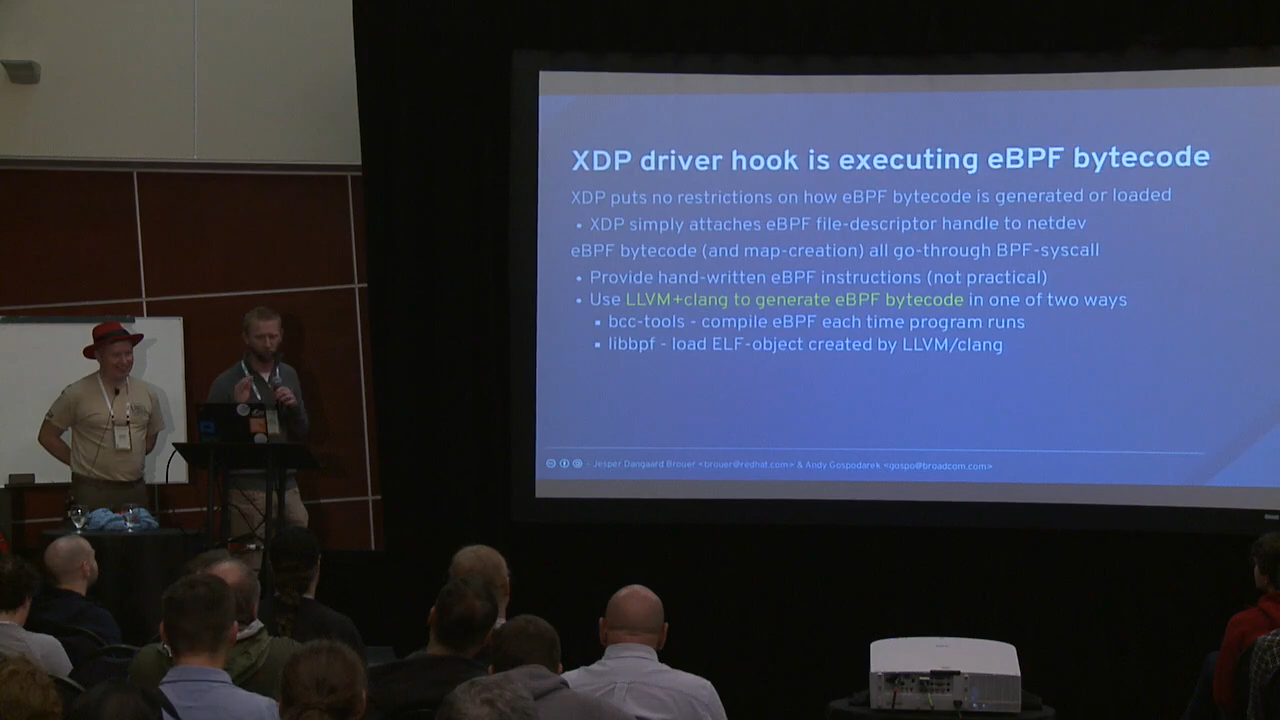 XDP driver hook is executing eBPF bytecode
XDP puts no restrictions on how eBPF bytecode is generated or loaded
• XDP simply attaches eBPF file-descriptor handle to netdev
eBPF bytecode (and map-creation) all go-through BPF-syscall
• Provide hand-written eBPF instructions (not practical)
• Use LLVM+clang to generate eBPF bytecode in one of two ways
▪ bcc-tools - compile eBPF each time program runs
▪ libbpf - load ELF-object created by LLVM/clang
- Jesper Dangaard Brouer <brouer@redhat.com> & Andy Gospodarek <gospo@broadcom.com>